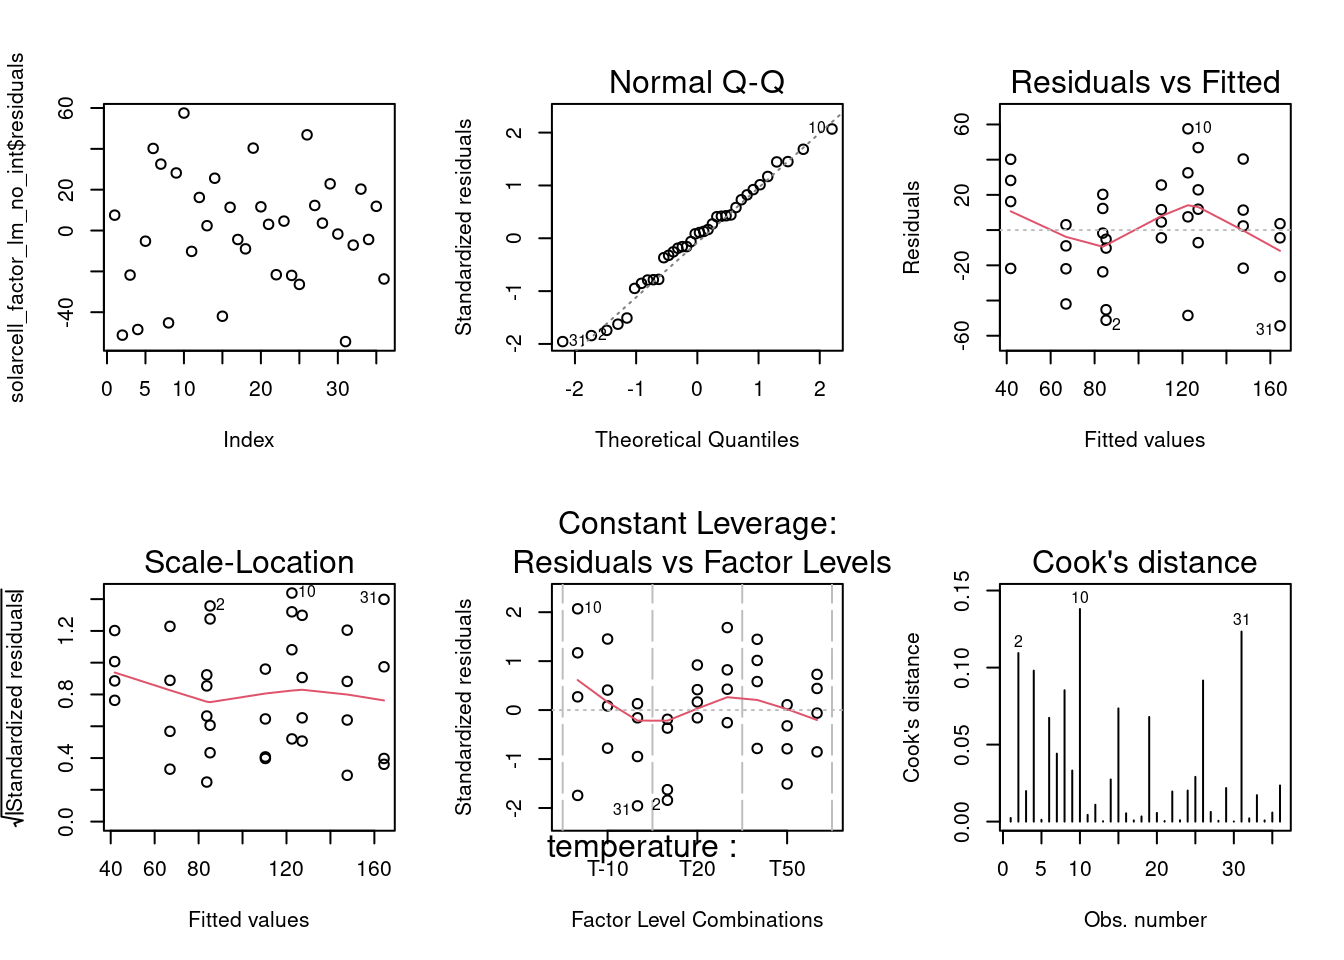 solarcell_factor_lm_no_int$residuals
60
20
0
-40
0 5 10 20 30
Index
Normal Q-Q
Standardized residuals
2
1
0
-1
-2
10
31 2
-2 -1 0 1 2
Theoretical Quantiles
Residuals vs Fitted
Residuals
60
20
-20
-60
10
2
31
40 60 80 120 160
Fitted values
Scale-Location
√|Standardized residuals|
1.2
0.8
0.4
0.0
2
10
31
40 60 80 120 160
Fitted values
Constant Leverage:
Residuals vs Factor Levels
Standardized residuals
2
1
0
-1
-2
10
31 2
temperature :
T-10 T20 T50
Factor Level Combinations
Cook's distance
Cook's distance
0.15
0.10
0.05
0.00
2
10
31
0 5 10 20 30
Obs. number